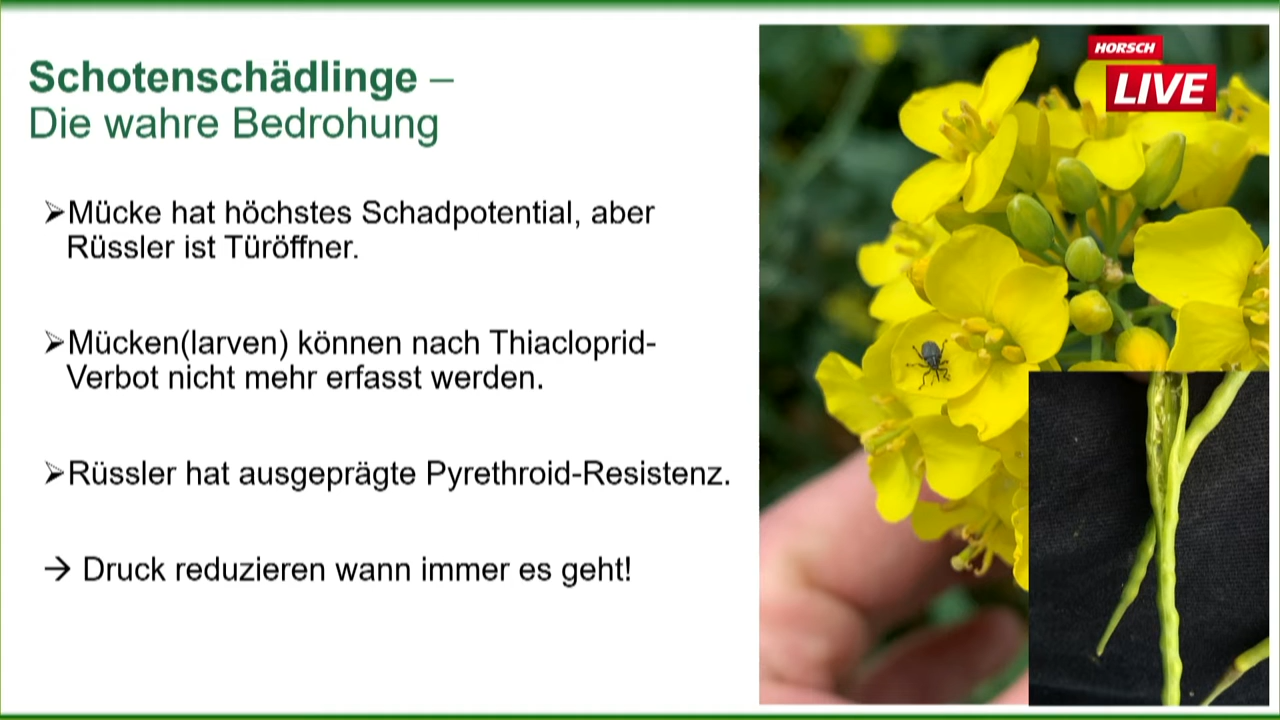 Schotenschädlinge –
Die wahre Bedrohung
HORSCH
LIVE
➢Mücke hat höchstes Schadpotential, aber
Rüssler ist Türöffner.
➢Mücken(larven) können nach Thiacloprid-
Verbot nicht mehr erfasst werden.
➢Rüssler hat ausgeprägte Pyrethroid-Resistenz.
→ Druck reduzieren wann immer es geht!